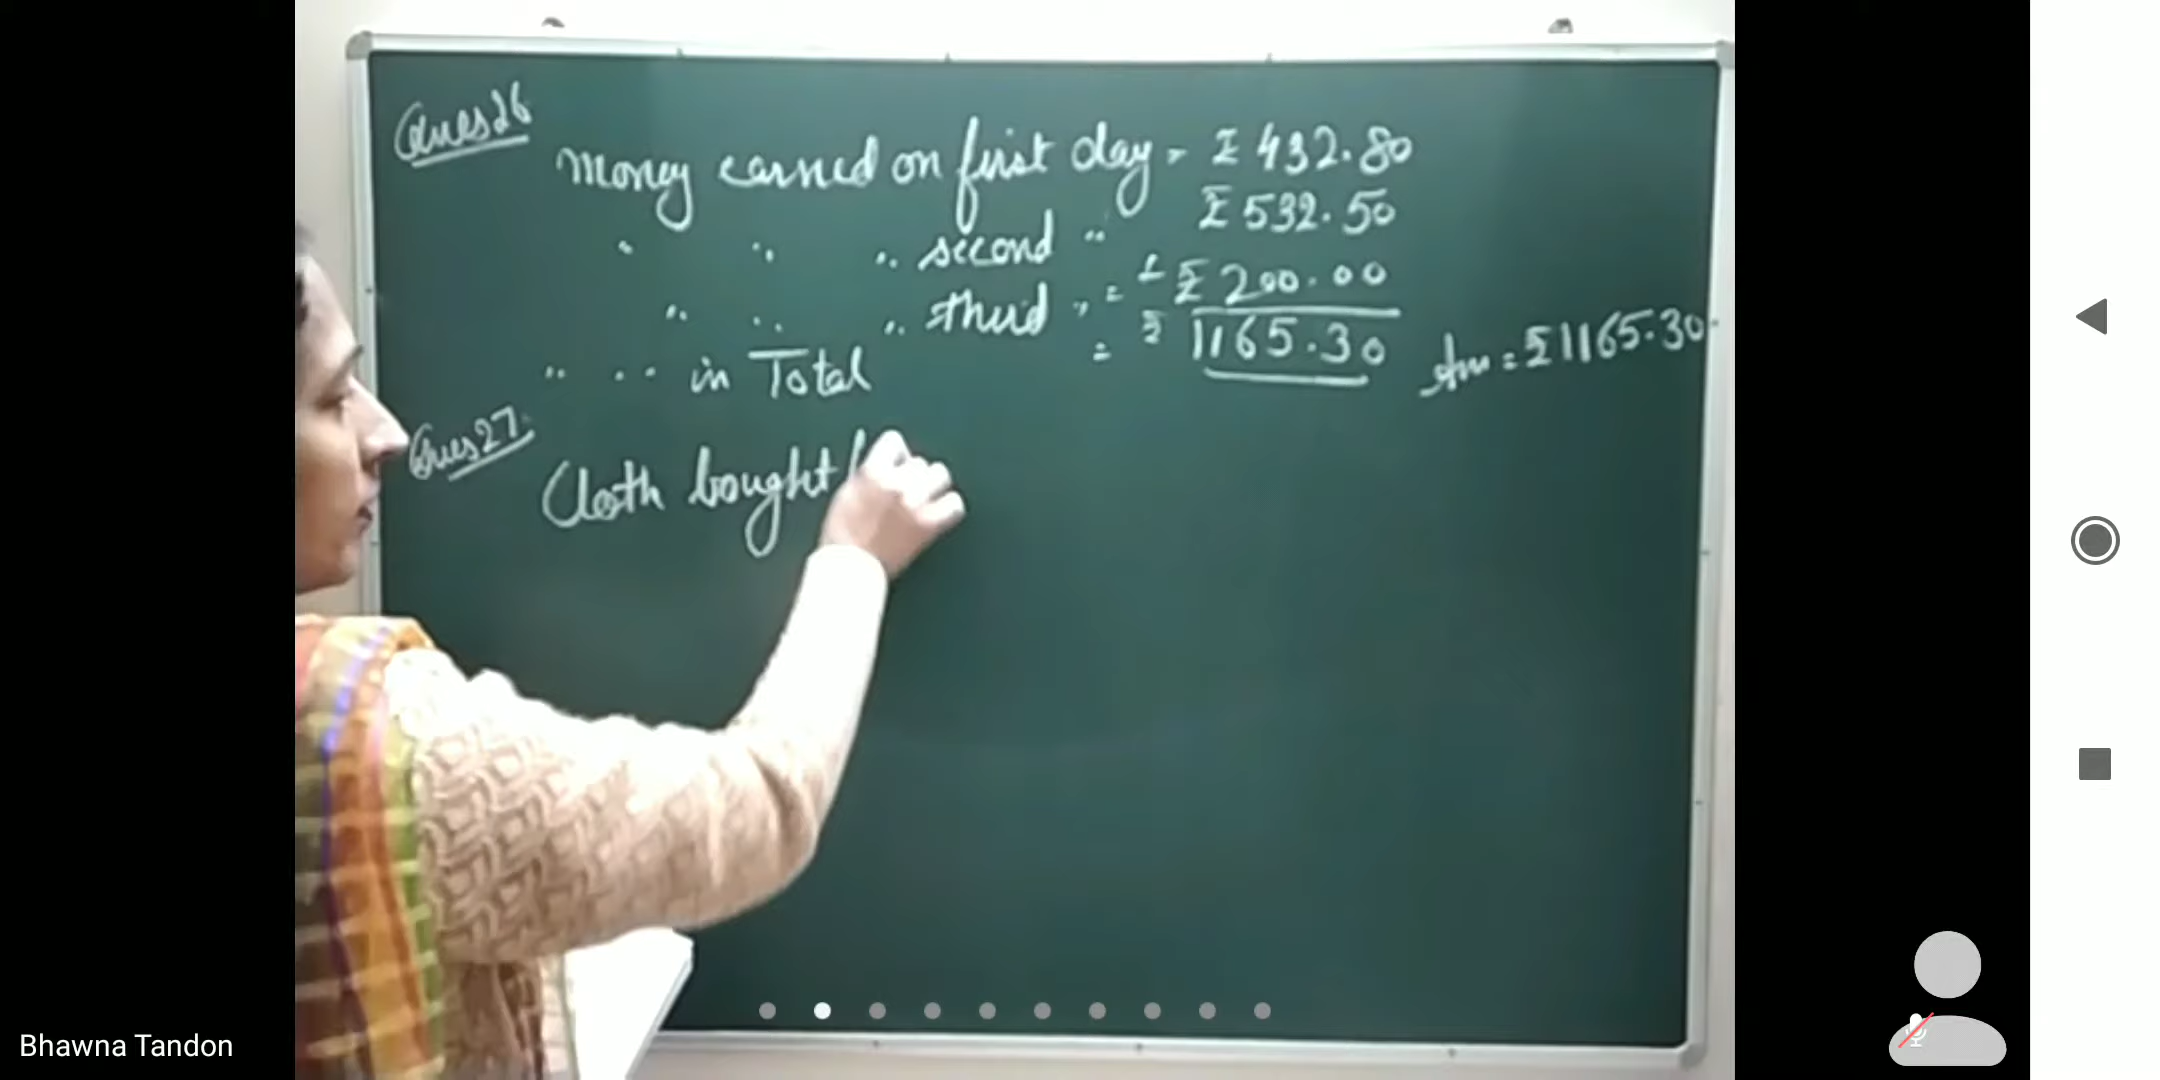 Ques 26
Money earned on first day = ₹ 432.80
" " " second " ₹ 532.50
" " " third " = + ₹ 200.00
" " in Total = ₹ 1165.30 Ans = ₹ 1165.30
Ques 27.
Cloth bought
Bhawna Tandon